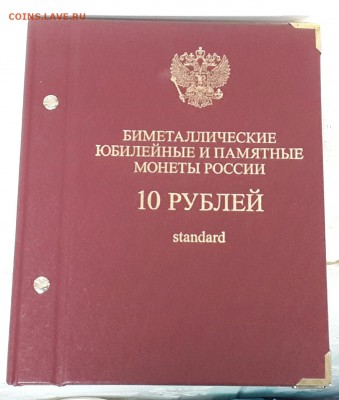 COINS.LAVE.RU
БИМЕТАЛЛИЧЕСКИЕ
ЮБИЛЕЙНЫЕ И ПАМЯТНЫЕ
МОНЕТЫ РОССИИ
10 РУБЛЕЙ
standard